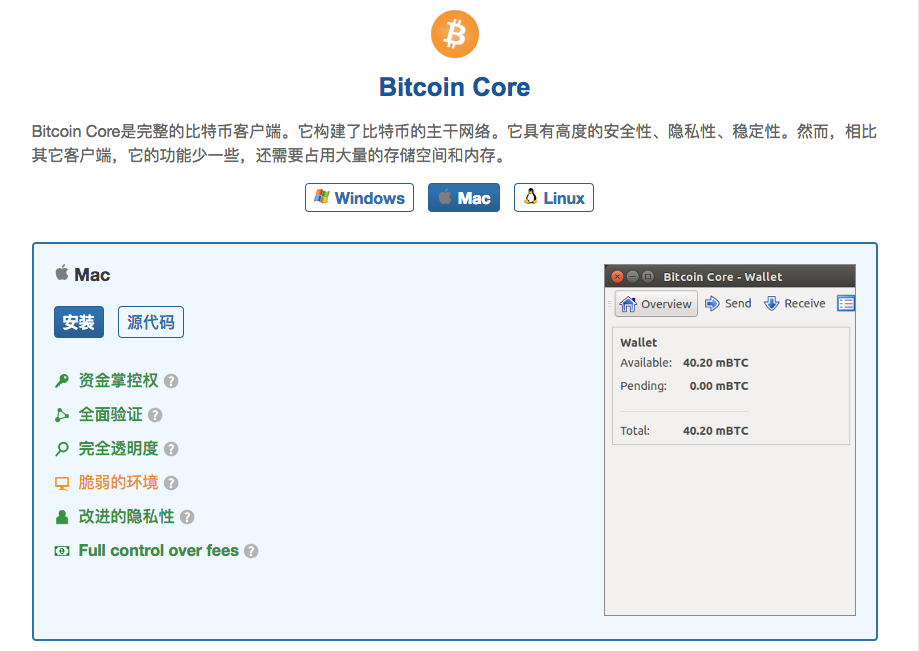 Bitcoin Core
Bitcoin Core是完整的比特币客户端。它构建了比特币的主干网络。它具有高度的安全性、隐私性、稳定性。然而，相比
其它客户端，它的功能少一些，还需要占用大量的存储空间和内存。
Windows Mac Linux
Mac
安装 源代码
资金掌控权 ?
全面验证 ?
完全透明度 ?
脆弱的环境 ?
改进的隐私性 ?
Full control over fees ?
Bitcoin Core - Wallet
Overview Send Receive
Wallet
Available: 40.20 mBTC
Pending: 0.00 mBTC
Total: 40.20 mBTC